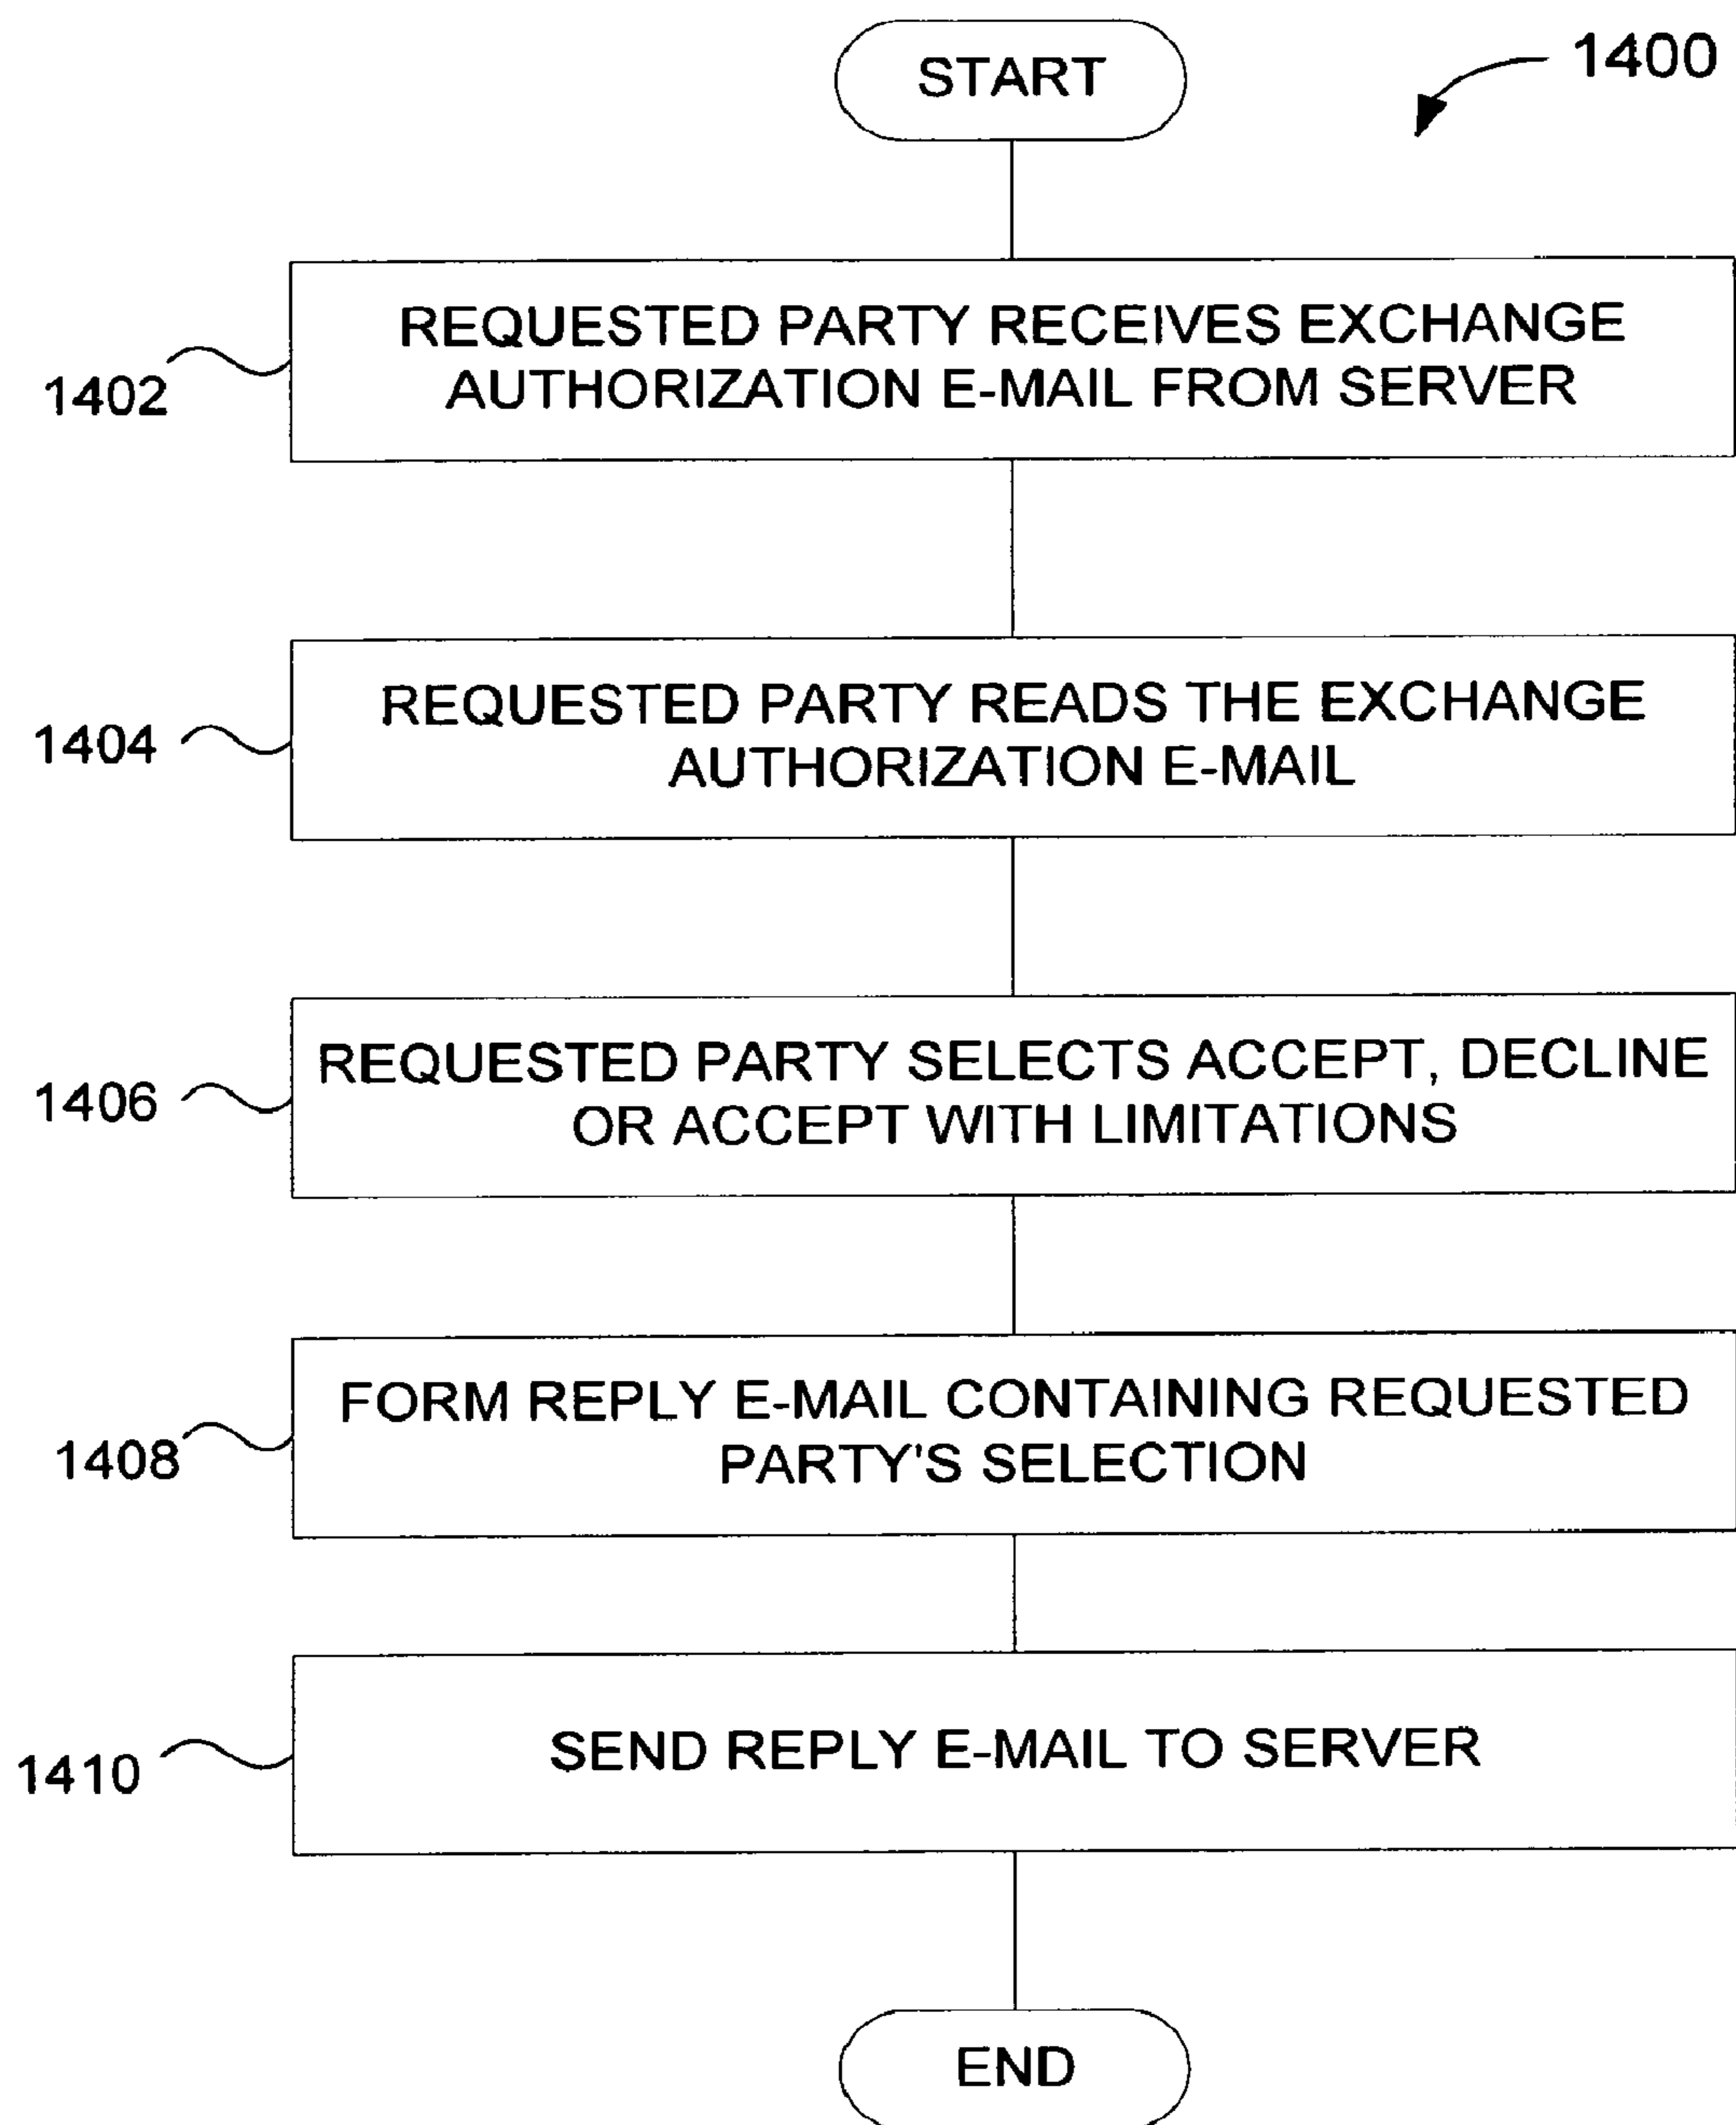 START
1400
REQUESTED PARTY RECEIVES EXCHANGE
AUTHORIZATION E-MAIL FROM SERVER
1402
REQUESTED PARTY READS THE EXCHANGE
AUTHORIZATION E-MAIL
1404
REQUESTED PARTY SELECTS ACCEPT, DECLINE
OR ACCEPT WITH LIMITATIONS
1406
FORM REPLY E-MAIL CONTAINING REQUESTED
PARTY'S SELECTION
1408
SEND REPLY E-MAIL TO SERVER
1410
END